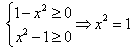 {1-x²≥0
x²-1≥0 ⇒ x²=1